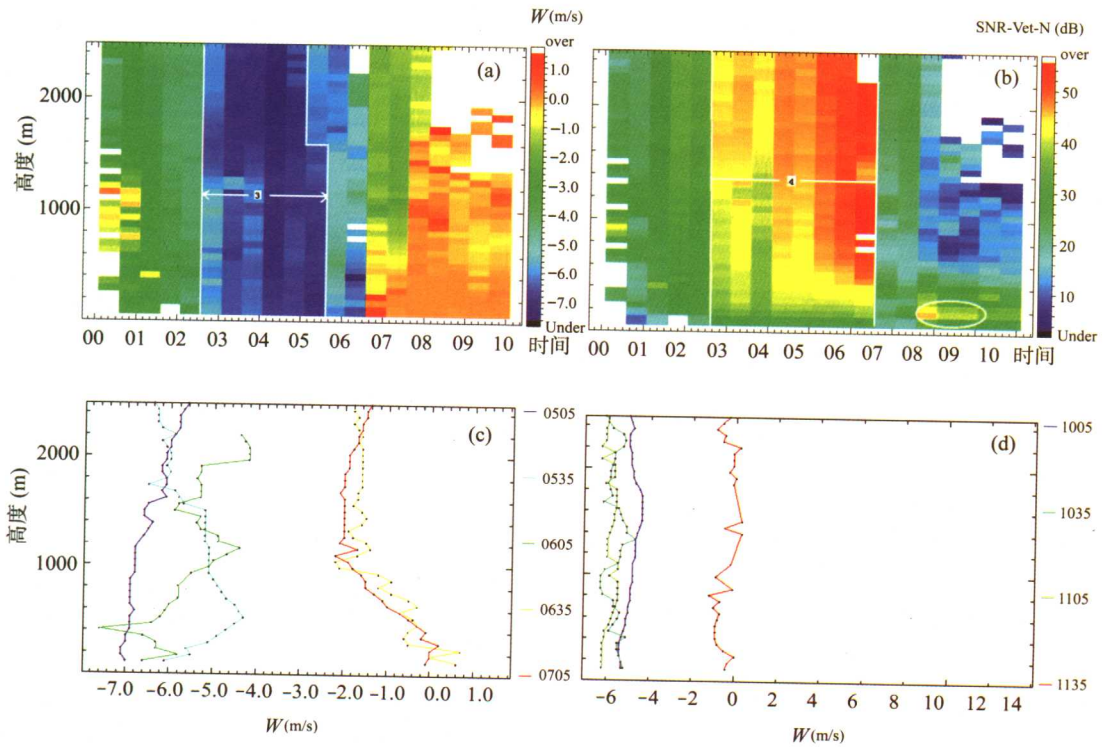 W(m/s)
SNR-Vet-N (dB)
(a)
高度 (m)
2000
1000
3
over
1.0
0.0
-1.0
-2.0
-3.0
-4.0
-5.0
-6.0
-7.0
Under
00 01 02 03 04 05 06 07 08 09 10 时间
(b)
4
over
50
40
30
20
10
Under
00 01 02 03 04 05 06 07 08 09 10 时间
(c)
高度 (m)
2000
1000
0505
0535
0605
0635
0705
-7.0 -6.0 -5.0 -4.0 -2.0 -1.0 0.0 1.0
W(m/s)
(d)
1005
1035
1105
1135
-6 -4 -2 0 2 4 6 8 10 12 14
W(m/s)